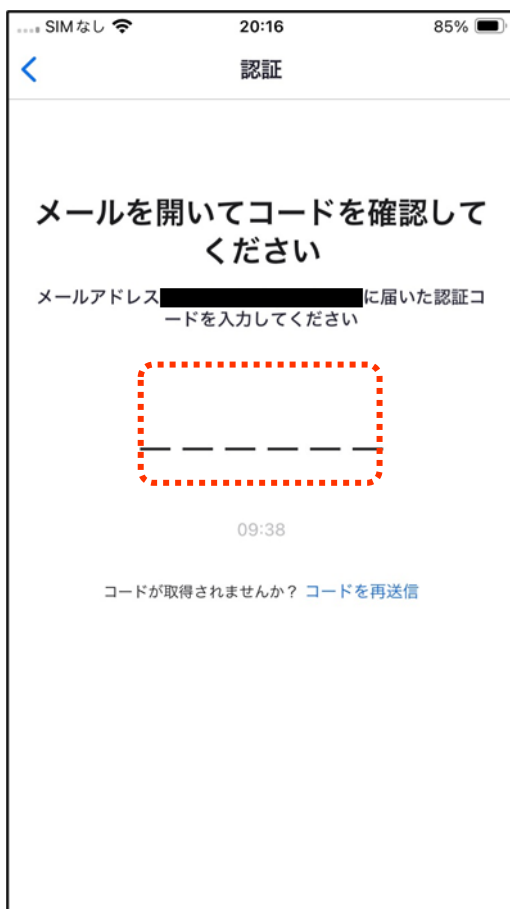 SIMなし 20:16 85%
認証
メールを開いてコードを確認して
ください
メールアドレス に届いた認証コ
ードを入力してください
09:38
コードが取得されませんか? コードを再送信